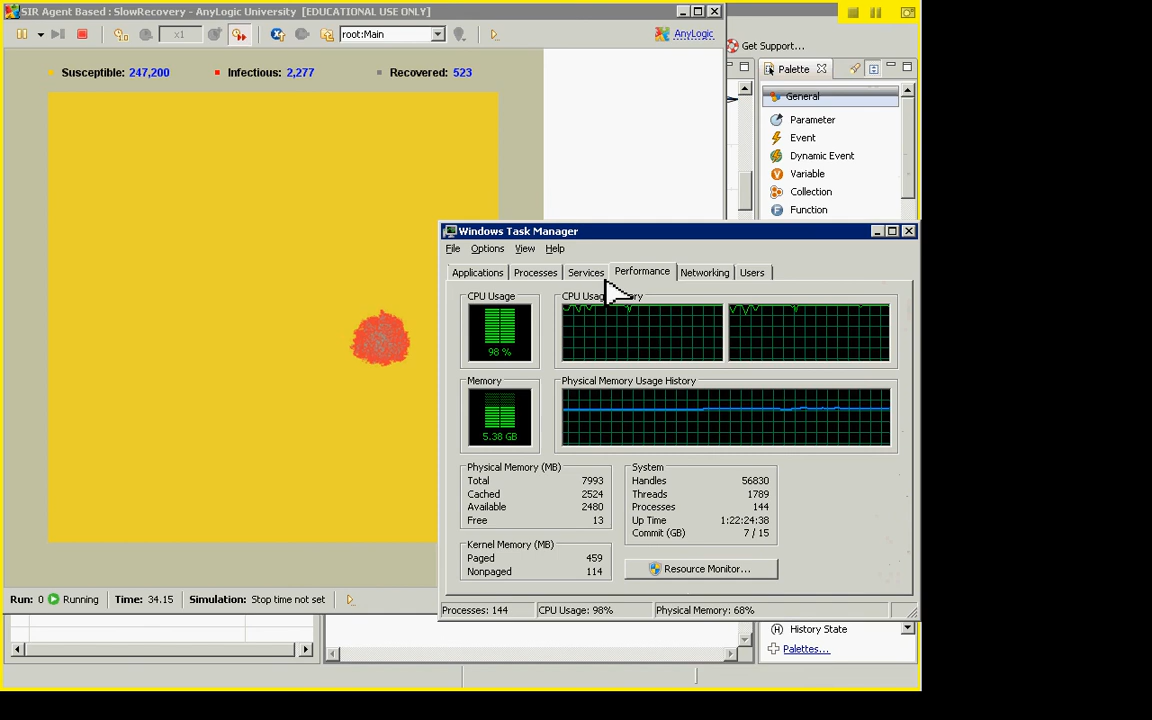 SIR Agent Based : SlowRecovery - AnyLogic University [EDUCATIONAL USE ONLY]
x1
root:Main
AnyLogic
Get Support...
Susceptible: 247,200
Infectious: 2,277
Recovered: 523
Palette
General
Parameter
Event
Dynamic Event
Variable
Collection
Function
Windows Task Manager
File Options View Help
Applications Processes Services Performance Networking Users
CPU Usage
98 %
Memory
5.38 GB
Physical Memory Usage History
Physical Memory (MB)
Total 7993
Cached 2524
Available 2480
Free 13
Kernel Memory (MB)
Paged 459
Nonpaged 114
System
Handles 56830
Threads 1789
Processes 144
Up Time 1:22:24:38
Commit (GB) 7 / 15
Resource Monitor...
Processes: 144 CPU Usage: 98% Physical Memory: 68%
Run: 0 Running Time: 34.15 Simulation: Stop time not set
History State
Palettes...